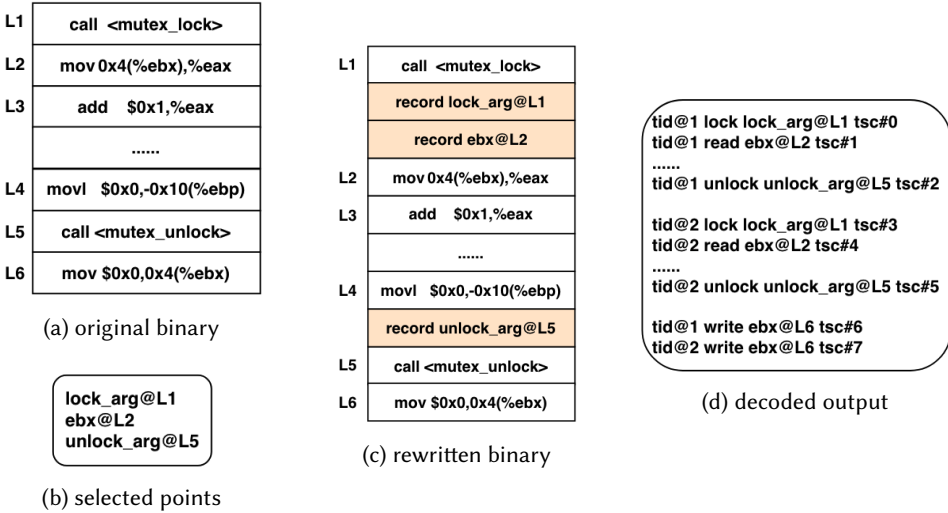 L1 call <mutex_lock>
L2 mov 0x4(%ebx),%eax
L3 add $0x1,%eax
......
L4 movl $0x0,-0x10(%ebp)
L5 call <mutex_unlock>
L6 mov $0x0,0x4(%ebx)
(a) original binary
lock_arg@L1
ebx@L2
unlock_arg@L5
(b) selected points
L1 call <mutex_lock>
record lock_arg@L1
record ebx@L2
L2 mov 0x4(%ebx),%eax
L3 add $0x1,%eax
......
L4 movl $0x0,-0x10(%ebp)
record unlock_arg@L5
L5 call <mutex_unlock>
L6 mov $0x0,0x4(%ebx)
(c) rewritten binary
tid@1 lock lock_arg@L1 tsc#0
tid@1 read ebx@L2 tsc#1
......
tid@1 unlock unlock_arg@L5 tsc#2
tid@2 lock lock_arg@L1 tsc#3
tid@2 read ebx@L2 tsc#4
......
tid@2 unlock unlock_arg@L5 tsc#5
tid@1 write ebx@L6 tsc#6
tid@2 write ebx@L6 tsc#7
(d) decoded output